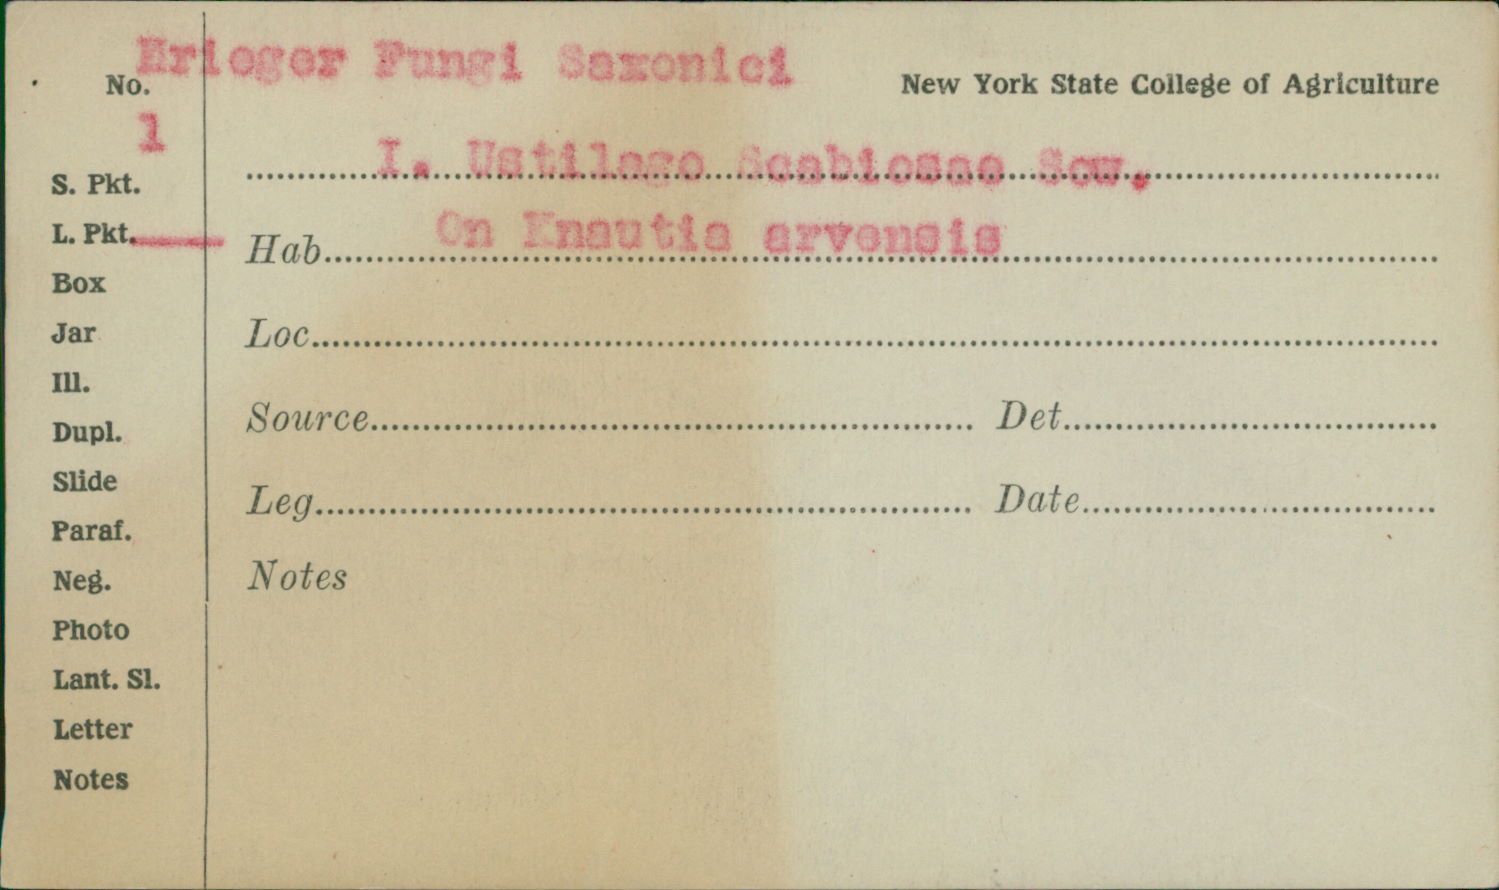 Krieger Fungi Saxonici
No.
New York State College of Agriculture
1
I. Ustilago Scabiosae Sow.
S. Pkt.
L. Pkt.
Hab. On Knautia arvensis
Box
Jar
Loc.
Ill.
Dupl.
Source Det.
Slide
Leg. Date
Paraf.
Neg.
Notes
Photo
Lant. Sl.
Letter
Notes